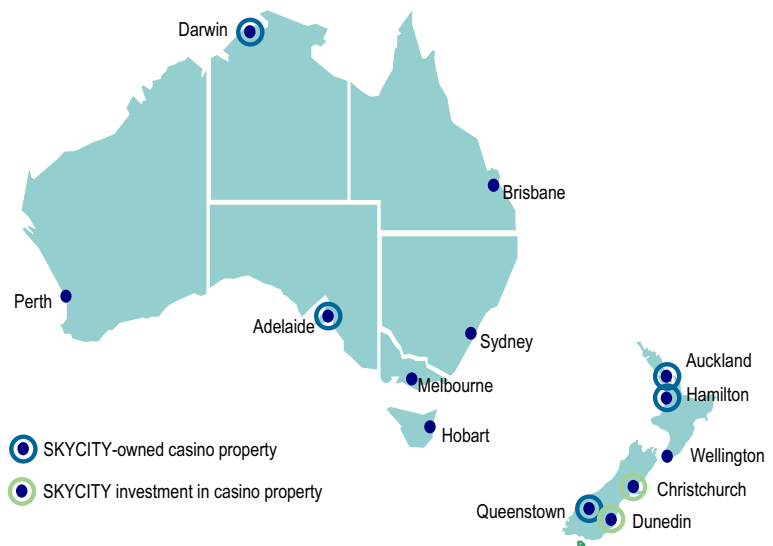 Darwin
Brisbane
Perth
Adelaide
Sydney
Melbourne
Hobart
Auckland
Hamilton
Wellington
Christchurch
Queenstown
Dunedin
SKYCITY-owned casino property
SKYCITY investment in casino property